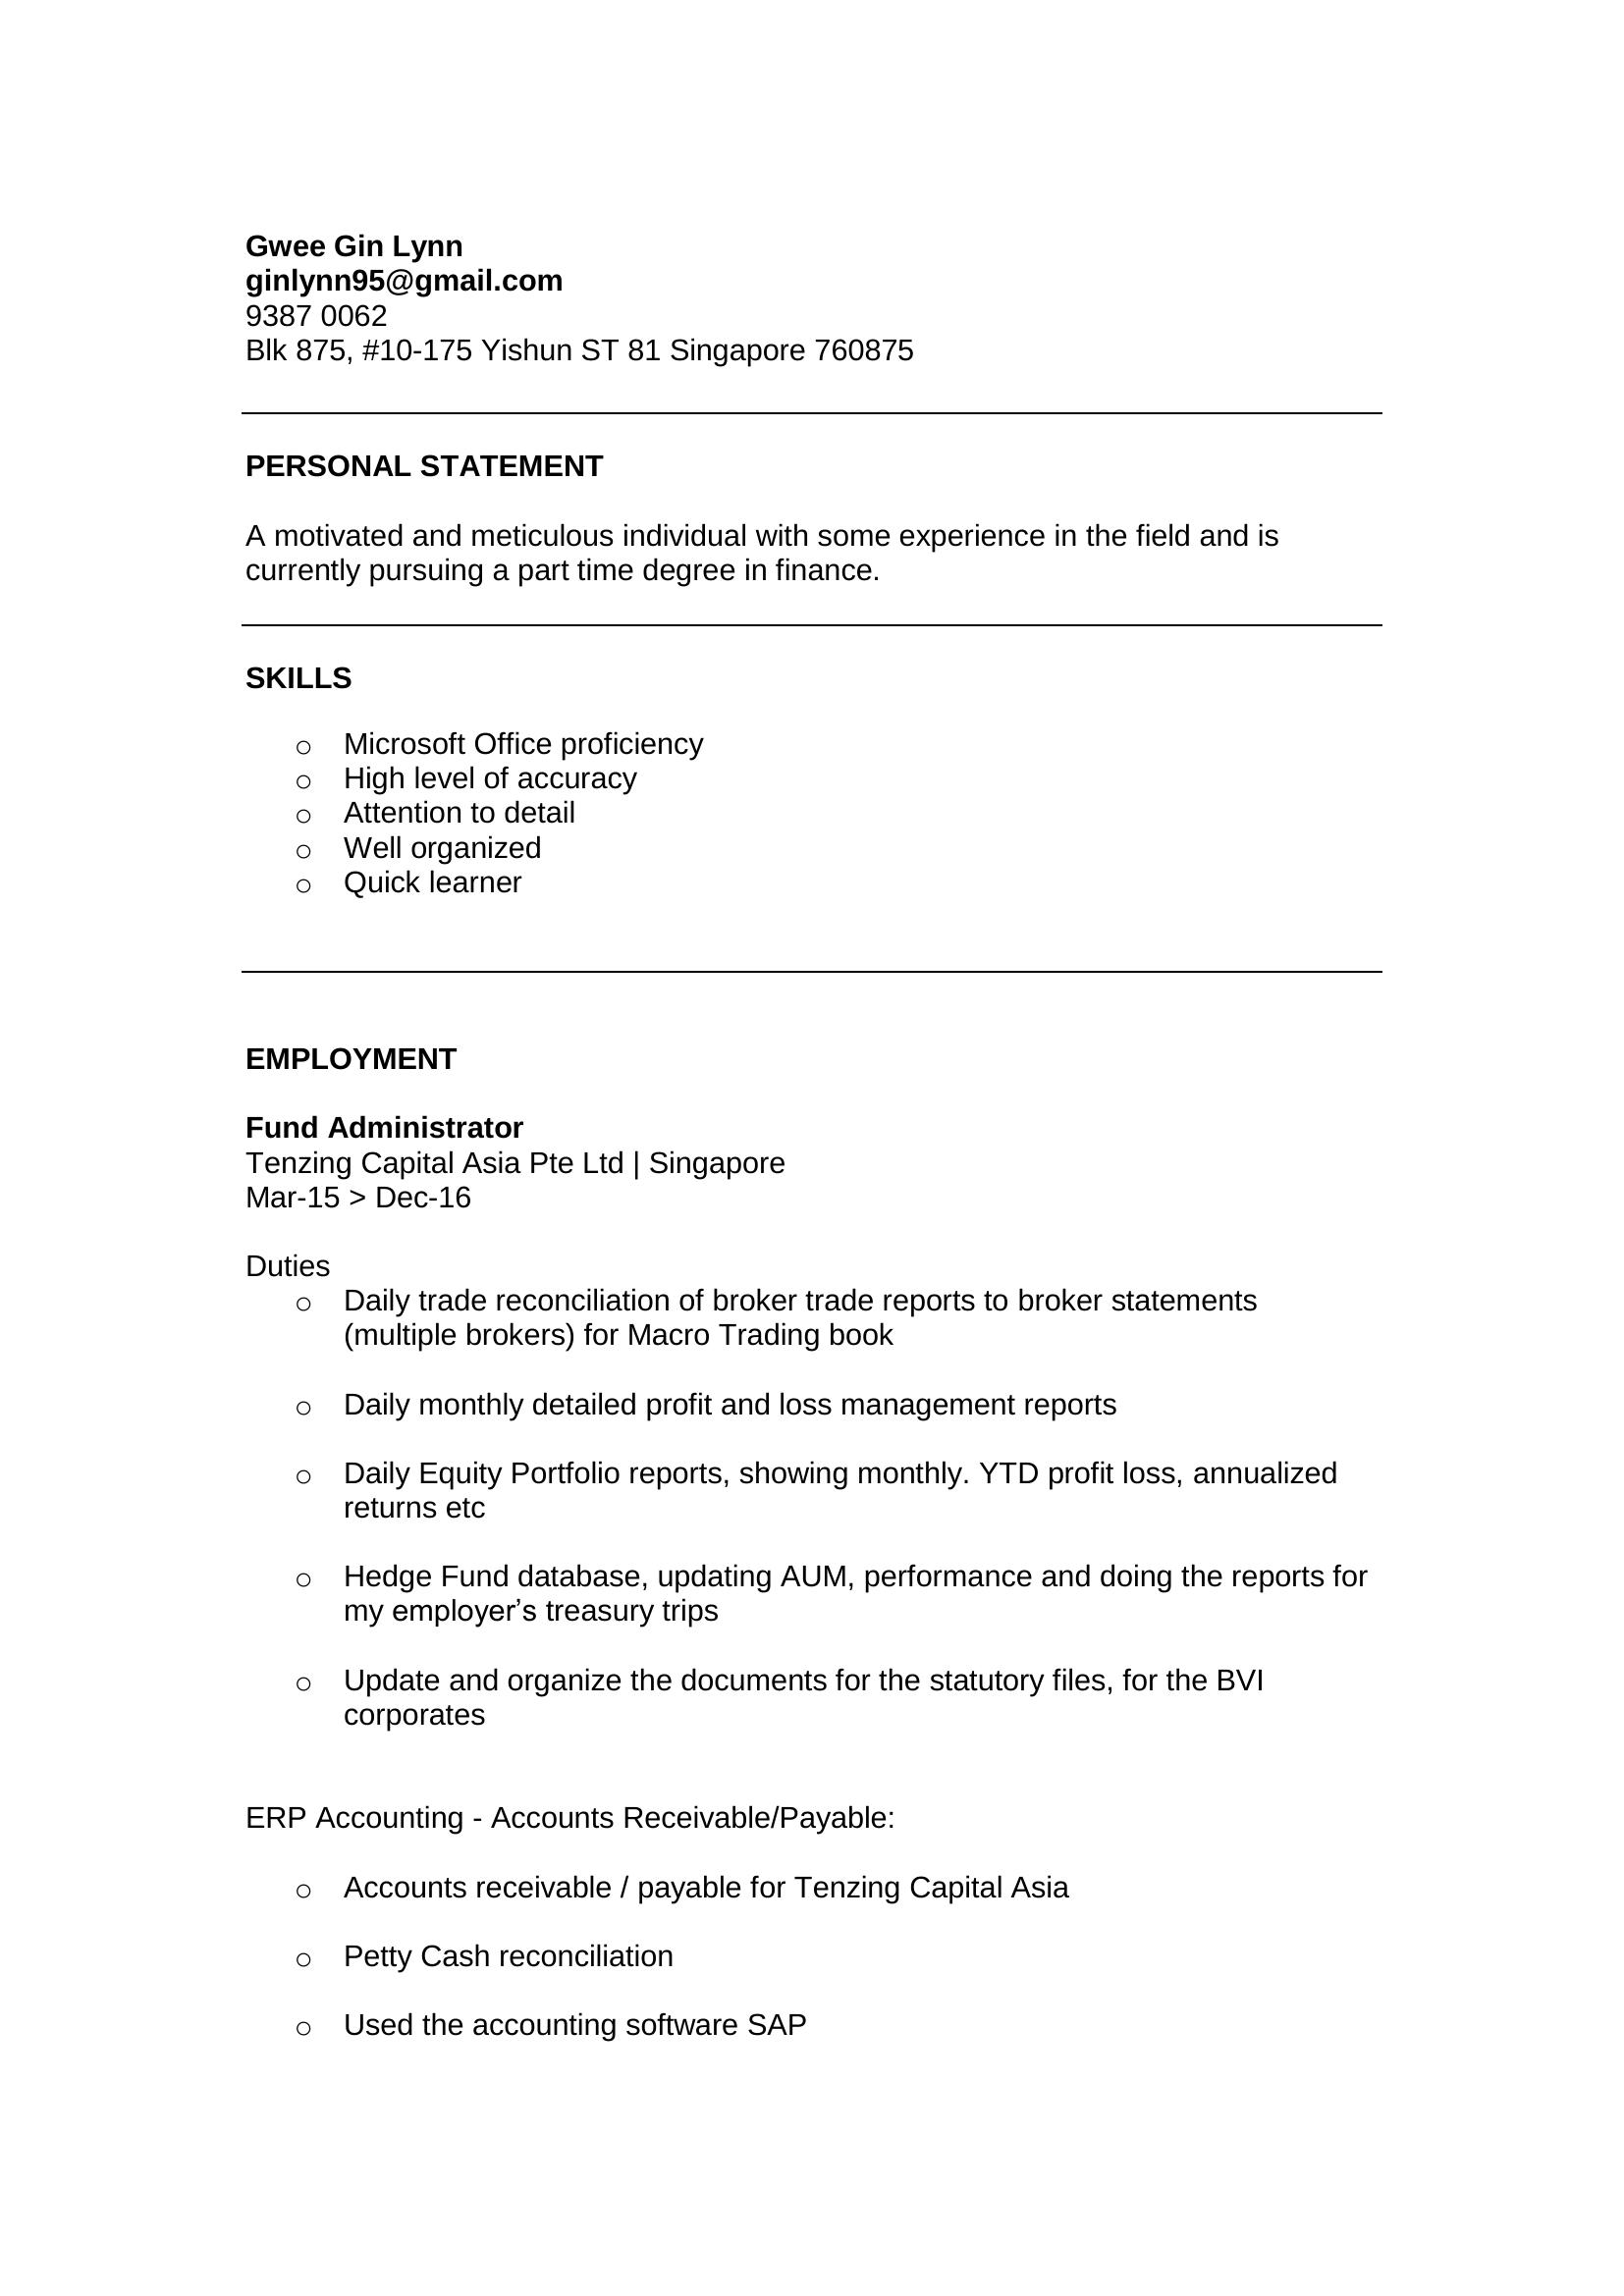 Gwee Gin Lynn
ginlynn95@gmail.com
9387 0062
Blk 875, #10-175 Yishun ST 81 Singapore 760875
PERSONAL STATEMENT
A motivated and meticulous individual with some experience in the field and is
currently pursuing a part time degree in finance.
SKILLS
o Microsoft Office proficiency
o High level of accuracy
o Attention to detail
o Well organized
o Quick learner
EMPLOYMENT
Fund Administrator
Tenzing Capital Asia Pte Ltd | Singapore
Mar-15 > Dec-16
Duties
o Daily trade reconciliation of broker trade reports to broker statements
(multiple brokers) for Macro Trading book
o Daily monthly detailed profit and loss management reports
o Daily Equity Portfolio reports, showing monthly. YTD profit loss, annualized
returns etc
o Hedge Fund database, updating AUM, performance and doing the reports for
my employer’s treasury trips
o Update and organize the documents for the statutory files, for the BVI
corporates
ERP Accounting - Accounts Receivable/Payable:
o Accounts receivable / payable for Tenzing Capital Asia
o Petty Cash reconciliation
o Used the accounting software SAP